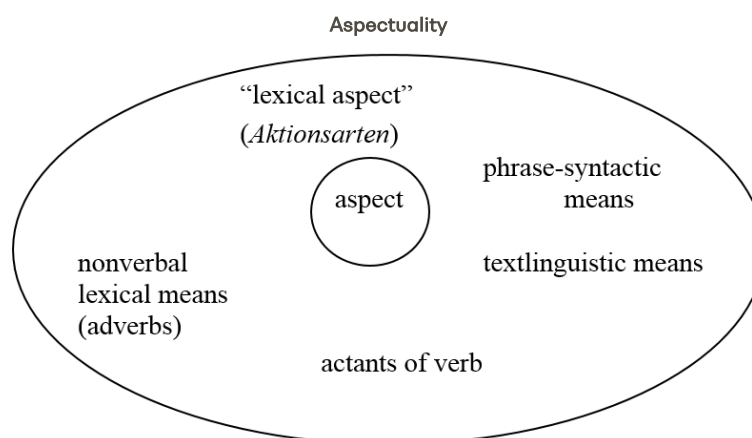 Aspectuality
“lexical aspect”
(Aktionsarten)
aspect
phrase-syntactic
means
nonverbal
lexical means
(adverbs)
textlinguistic means
actants of verb